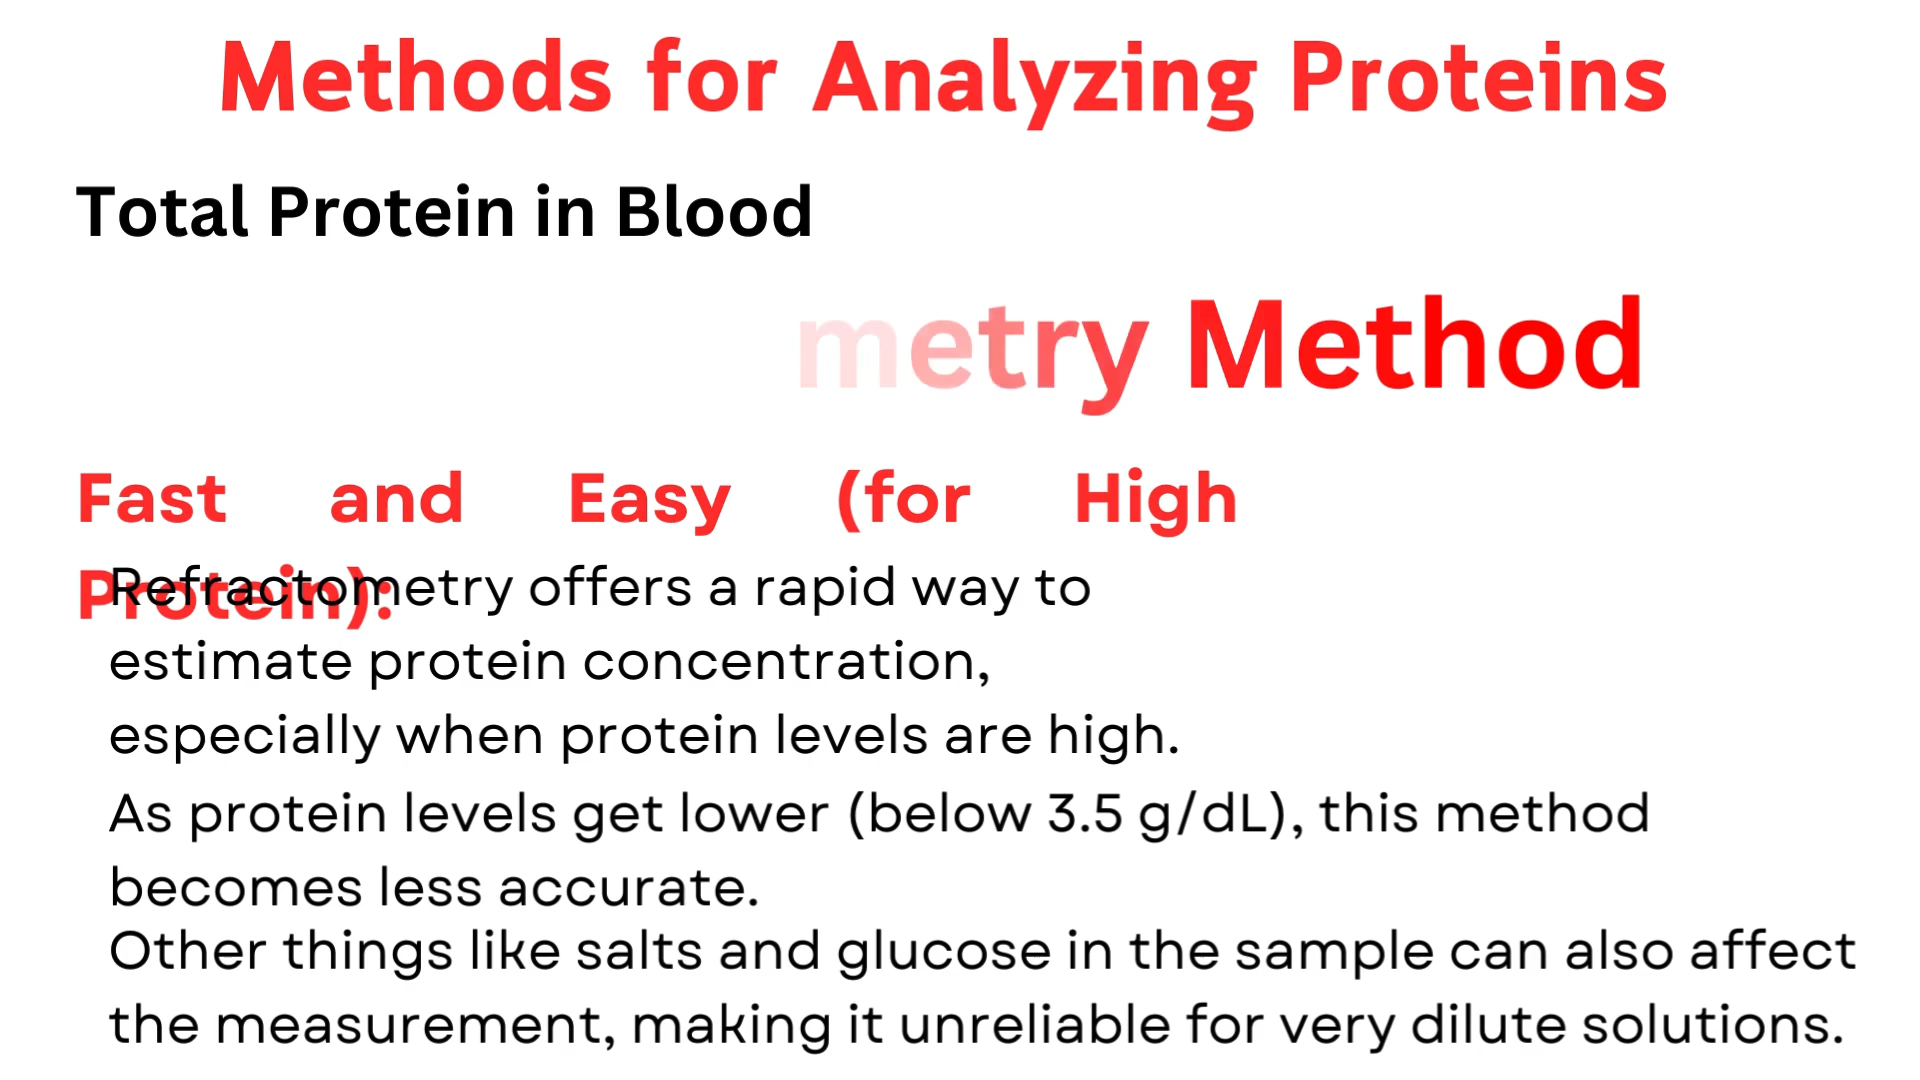 Methods for Analyzing Proteins
Total Protein in Blood
metry Method
Fast and Easy (for High
Protein):
Refractometry offers a rapid way to
estimate protein concentration,
especially when protein levels are high.
As protein levels get lower (below 3.5 g/dL), this method
becomes less accurate.
Other things like salts and glucose in the sample can also affect
the measurement, making it unreliable for very dilute solutions.